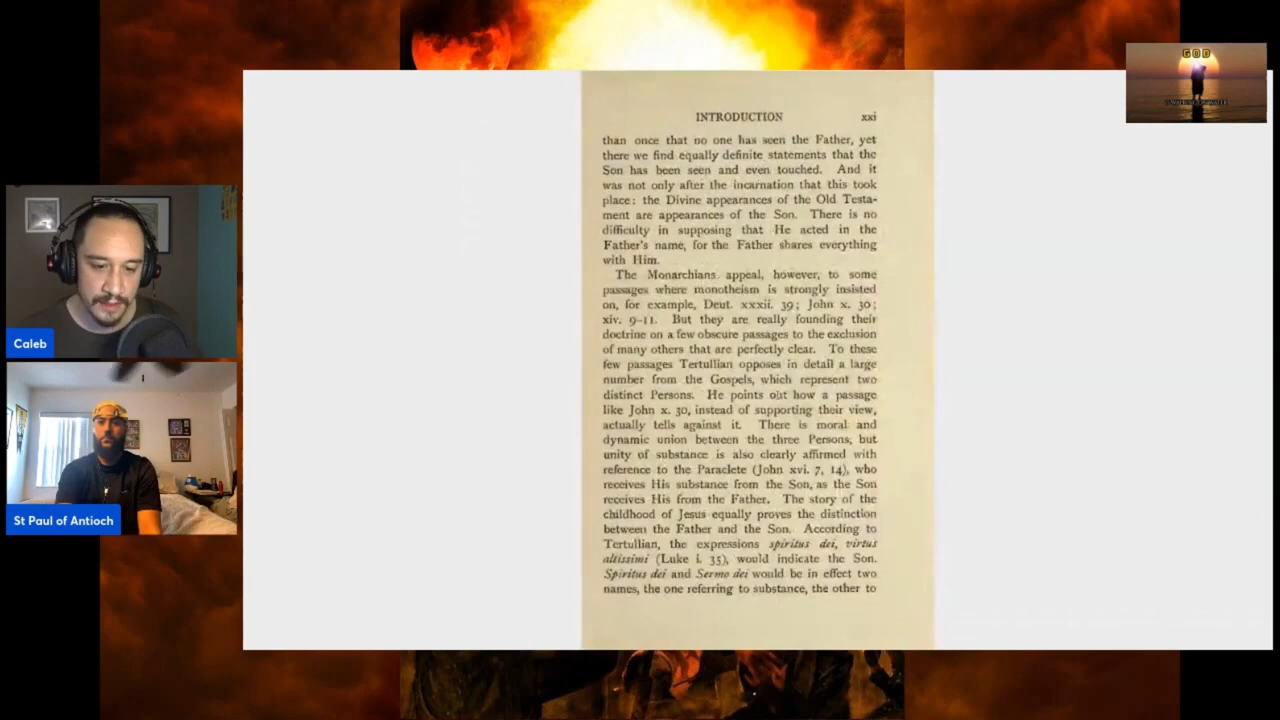 INTRODUCTION xxi
than once that no one has seen the Father, yet
there we find equally definite statements that the
Son has been seen and even touched. And it
was not only after the incarnation that this took
place: the Divine appearances of the Old Testa-
ment are appearances of the Son. There is no
difficulty in supposing that He acted in the
Father's name, for the Father shares everything
with Him.
The Monarchians appeal, however, to some
passages where monotheism is strongly insisted
on, for example, Deut. xxxii. 39; John x. 30;
xiv. 9-11. But they are really founding their
doctrine on a few obscure passages to the exclusion
of many others that are perfectly clear. To these
few passages Tertullian opposes in detail a large
number from the Gospels, which represent two
distinct Persons. He points out how a passage
like John x. 30, instead of supporting their view,
actually tells against it. There is moral and
dynamic union between the three Persons, but
unity of substance is also clearly affirmed with
reference to the Paraclete (John xvi. 7, 14), who
receives His substance from the Son, as the Son
receives His from the Father. The story of the
childhood of Jesus equally proves the distinction
between the Father and the Son. According to
Tertullian, the expressions spiritus dei, virtus
altissimi (Luke i. 35), would indicate the Son.
Spiritus dei and Sermo dei would be in effect two
names, the one referring to substance, the other to
GOD
Caleb
St Paul of Antioch